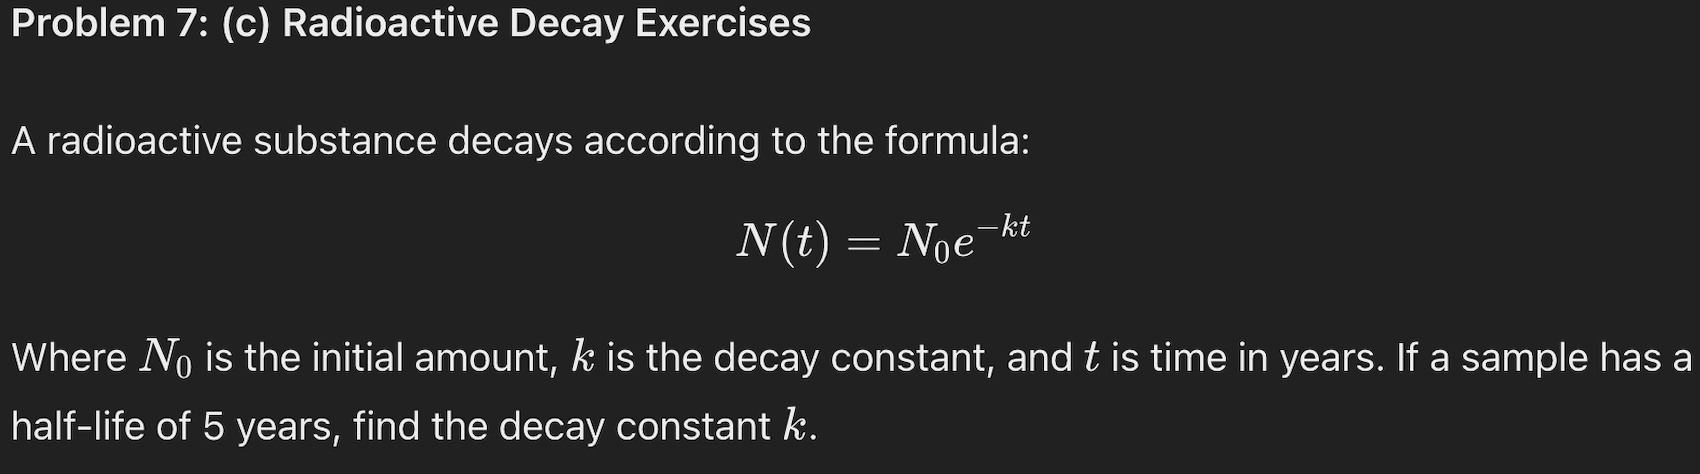 Problem 7: (c) Radioactive Decay Exercises
A radioactive substance decays according to the formula:
$N(t) = N_0 e^{-kt}$
Where $N_0$ is the initial amount, $k$ is the decay constant, and $t$ is time in years. If a sample has a
half-life of 5 years, find the decay constant $k$.